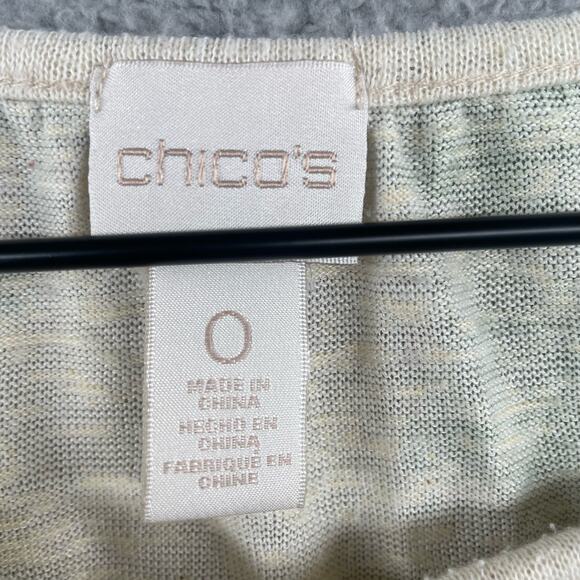 chico's
0
MADE IN
CHINA
HECHO EN
CHINA
FABRIQUÉ EN
CHINE